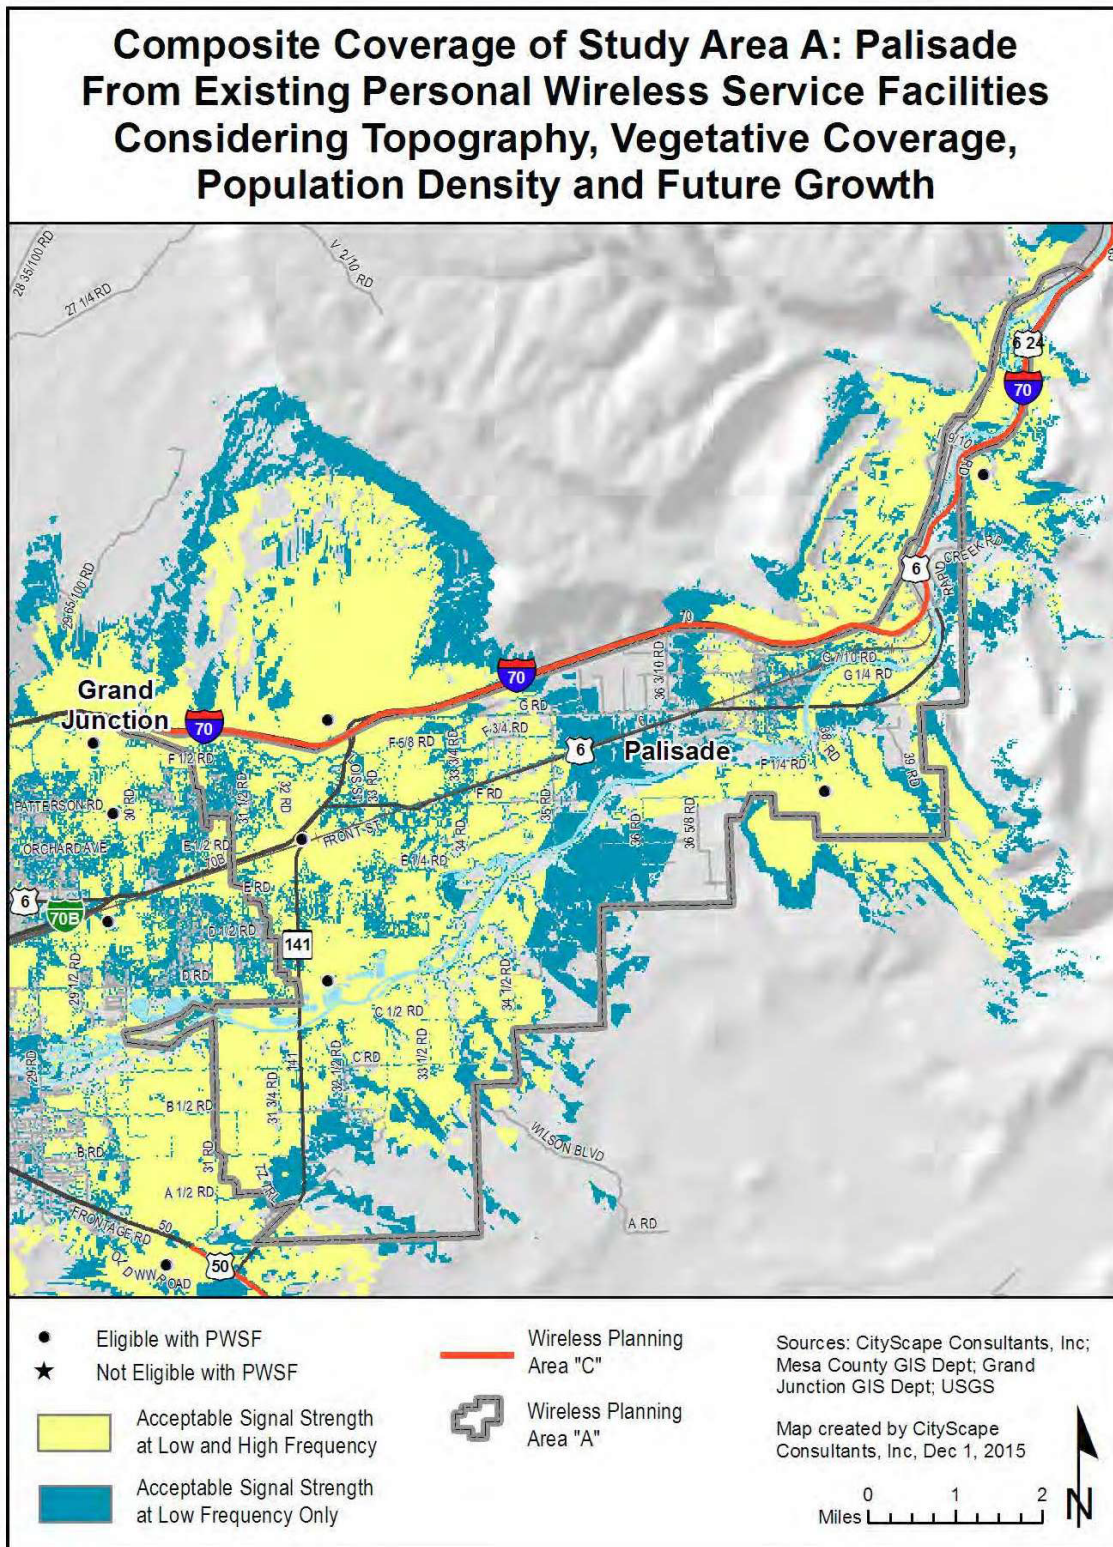 Composite Coverage of Study Area A: Palisade
From Existing Personal Wireless Service Facilities
Considering Topography, Vegetative Coverage,
Population Density and Future Growth
28 35/100 RD
27 1/4 RD
V 2/10 RD
29 65/100 RD
6 24
70
I 9/10 RD
6
RAPID CREEK RD
70
36 3/10 RD
G 7/10 RD
G 1/4 RD
70
Grand
Junction
70
G RD
6
F 3/4 RD
F 5/8 RD
33 3/4 RD
6
Palisade
38 RD
39 RD
F 1/4 RD
F 1/2 RD
PATTERSON RD
30 RD
31 1/2 RD
32 RD
33 RD
F RD
FRONT ST
34 RD
35 RD
36 RD
36 5/8 RD
ORCHARD AVE
E 1/2 RD
E 1/4 RD
E RD
6
70B
141
D 1/2 RD
D RD
29 1/2 RD
34 1/2 RD
C 1/2 RD
29 RD
141
32 1/2 RD
C RD
33 1/2 RD
31 3/4 RD
B 1/2 RD
B RD
31 RD
WILSON BLVD
A 1/2 RD
A RD
FRONTAGE RD
50
50
Eligible with PWSF
Not Eligible with PWSF
Acceptable Signal Strength
at Low and High Frequency
Acceptable Signal Strength
at Low Frequency Only
Wireless Planning
Area "C"
Wireless Planning
Area "A"
Sources: CityScape Consultants, Inc;
Mesa County GIS Dept; Grand
Junction GIS Dept; USGS
Map created by CityScape
Consultants, Inc, Dec 1, 2015
0 1 2
Miles
N